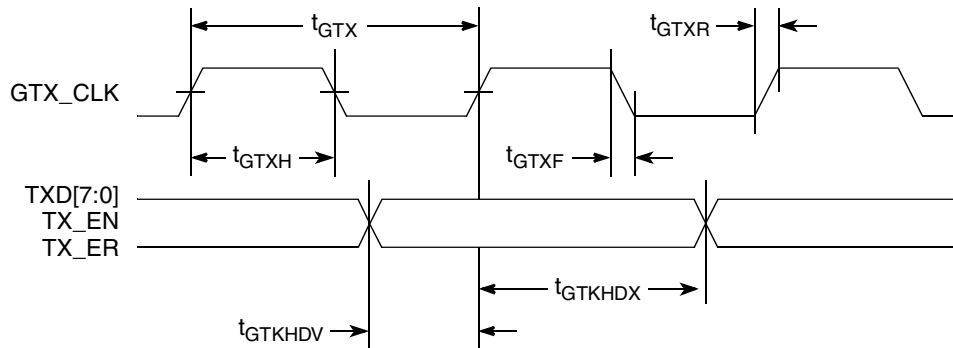 tGTX
tGTXR
GTX_CLK
tGTXH
tGTXF
TXD[7:0]
TX_EN
TX_ER
tGTKHDX
tGTKHDV